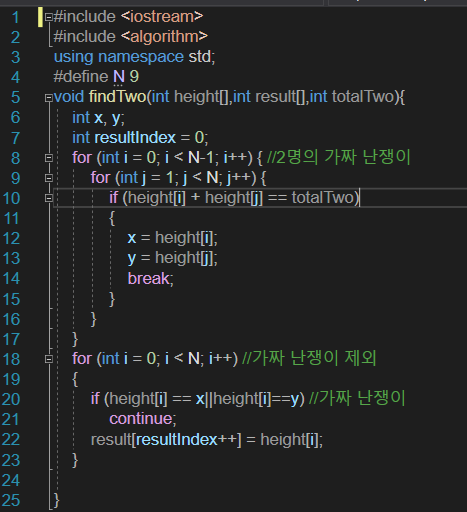 1 #include <iostream>
2 #include <algorithm>
3 using namespace std;
4 #define N 9
5 void findTwo(int height[],int result[],int totalTwo){
6 int x, y;
7 int resultIndex = 0;
8 for (int i = 0; i < N-1; i++) { //2명의 가짜 난쟁이
9 for (int j = 1; j < N; j++) {
10 if (height[i] + height[j] == totalTwo)
11 {
12 x = height[i];
13 y = height[j];
14 break;
15 }
16 }
17 }
18 for (int i = 0; i < N; i++) //가짜 난쟁이 제외
19 {
20 if (height[i] == x||height[i]==y) //가짜 난쟁이
21 continue;
22 result[resultIndex++] = height[i];
23 }
24
25 }